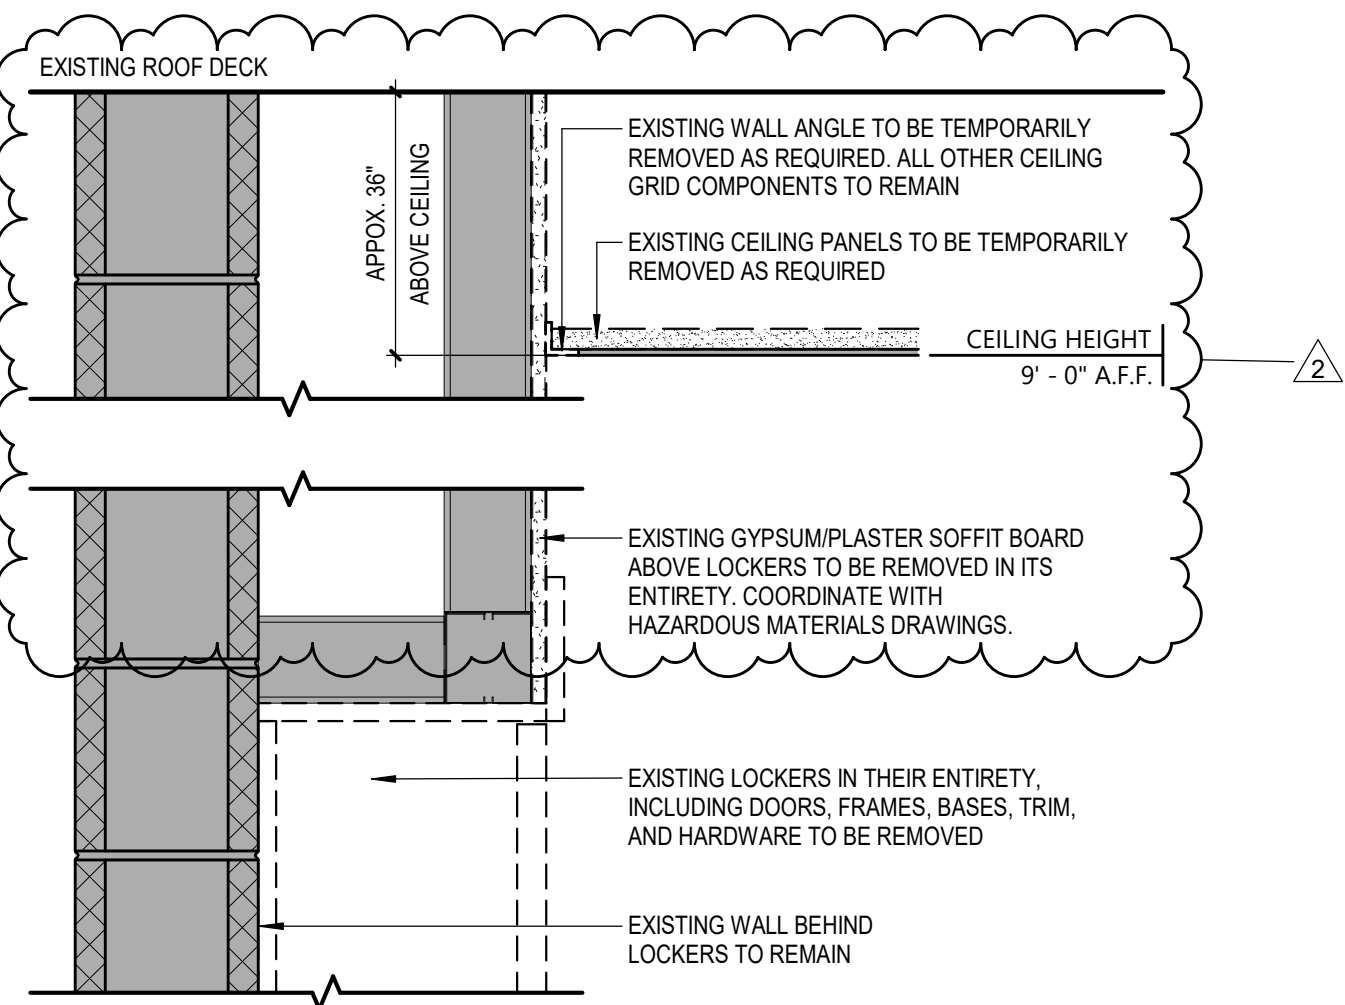 EXISTING ROOF DECK
APPOX. 36"
ABOVE CEILING
EXISTING WALL ANGLE TO BE TEMPORARILY
REMOVED AS REQUIRED. ALL OTHER CEILING
GRID COMPONENTS TO REMAIN
EXISTING CEILING PANELS TO BE TEMPORARILY
REMOVED AS REQUIRED
CEILING HEIGHT
9' - 0" A.F.F.
2
EXISTING GYPSUM/PLASTER SOFFIT BOARD
ABOVE LOCKERS TO BE REMOVED IN ITS
ENTIRETY. COORDINATE WITH
HAZARDOUS MATERIALS DRAWINGS.
EXISTING LOCKERS IN THEIR ENTIRETY,
INCLUDING DOORS, FRAMES, BASES, TRIM,
AND HARDWARE TO BE REMOVED
EXISTING WALL BEHIND
LOCKERS TO REMAIN